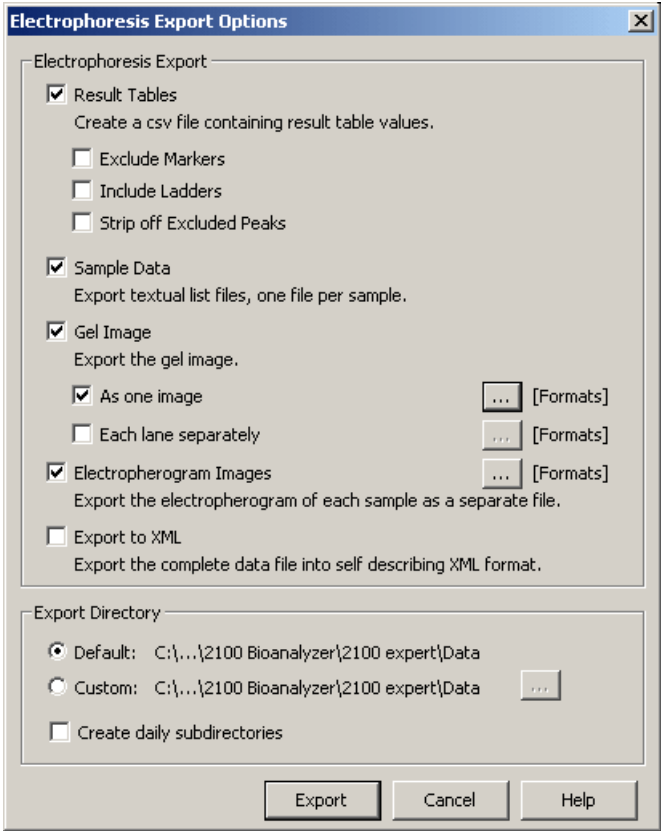 Electrophoresis Export Options
Electrophoresis Export
Result Tables
Create a csv file containing result table values.
Exclude Markers
Include Ladders
Strip off Excluded Peaks
Sample Data
Export textual list files, one file per sample.
Gel Image
Export the gel image.
As one image ... [Formats]
Each lane separately ... [Formats]
Electropherogram Images ... [Formats]
Export the electropherogram of each sample as a separate file.
Export to XML
Export the complete data file into self describing XML format.
Export Directory
Default: C:\...\2100 Bioanalyzer\2100 expert\Data
Custom: C:\...\2100 Bioanalyzer\2100 expert\Data ...
Create daily subdirectories
Export Cancel Help